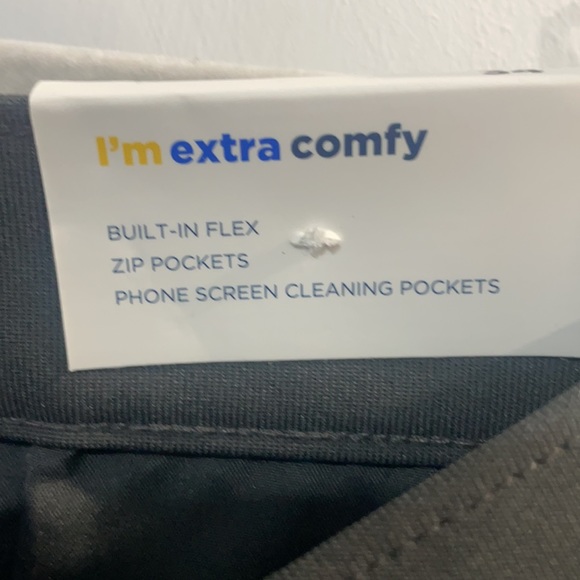 I'm extra comfy
BUILT-IN FLEX
ZIP POCKETS
PHONE SCREEN CLEANING POCKETS